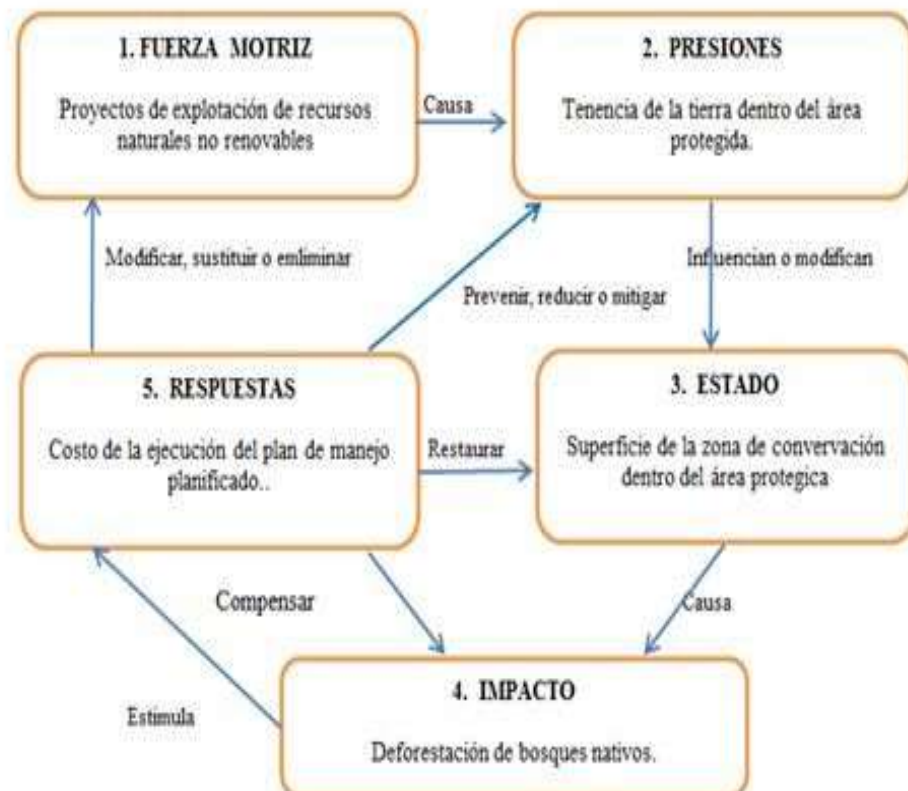 1. FUERZA MOTRIZ
Proyectos de explotación de recursos
naturales no renovables
Causa
2. PRESIONES
Tenencia de la tierra dentro del área
protegida.
Modificar, sustituir o emliminar
Prevenir, reducir o mitigar
Influencian o modifican
5. RESPUESTAS
Costo de la ejecución del plan de manejo
planificado..
Restaurar
3. ESTADO
Superficie de la zona de convervación
dentro del área protegica
Compensar
Causa
Estimula
4. IMPACTO
Deforestación de bosques nativos.